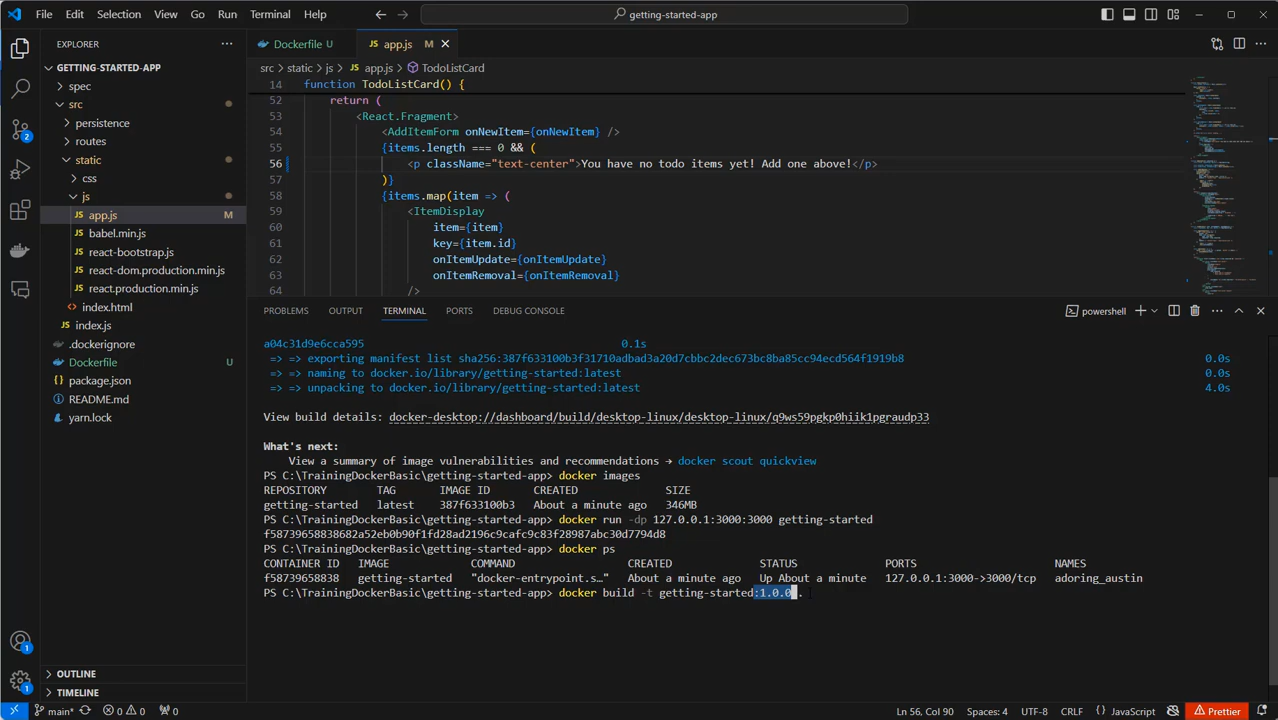 File Edit Selection View Go Run Terminal Help
getting-started-app
EXPLORER
GETTING-STARTED-APP
spec
src
persistence
routes
static
css
js
JS app.js M
JS babel.min.js
JS react-bootstrap.js
JS react-dom.production.min.js
JS react.production.min.js
index.html
JS index.js
.dockerignore
Dockerfile U
package.json
README.md
yarn.lock
OUTLINE
TIMELINE
2
1
1
Dockerfile U
JS app.js M
src > static > js > JS app.js > TodoListCard
14 function TodoListCard() {
52 return (
53 <React.Fragment>
54 <AddItemForm onNewItem={onNewItem} />
55 {items.length === 0 && (
56 <p className="text-center">You have no todo items yet! Add one above!</p>
57 )}
58 {items.map(item => (
59 <ItemDisplay
60 item={item}
61 key={item.id}
62 onItemUpdate={onItemUpdate}
63 onItemRemoval={onItemRemoval}
64 />
PROBLEMS OUTPUT TERMINAL PORTS DEBUG CONSOLE
powershell
a04c31d9e6cca595 0.1s
=> => exporting manifest list sha256:387f633100b3f31710adbad3a20d7cbbc2dec673bc8ba85cc94ecd564f1919b8 0.0s
=> => naming to docker.io/library/getting-started:latest 0.0s
=> => unpacking to docker.io/library/getting-started:latest 4.0s
View build details: docker-desktop://dashboard/build/desktop-linux/desktop-linux/q9ws59pgkp0hiik1pgraudp33
What's next:
View a summary of image vulnerabilities and recommendations → docker scout quickview
PS C:\TrainingDockerBasic\getting-started-app> docker images
REPOSITORY TAG IMAGE ID CREATED SIZE
getting-started latest 387f633100b3 About a minute ago 346MB
PS C:\TrainingDockerBasic\getting-started-app> docker run -dp 127.0.0.1:3000:3000 getting-started
f58739658838682a52eb0b90f1fd28ad2196c9cafc9c83f28987abc30d7794d8
PS C:\TrainingDockerBasic\getting-started-app> docker ps
CONTAINER ID IMAGE COMMAND CREATED STATUS PORTS NAMES
f58739658838 getting-started "docker-entrypoint.s…" About a minute ago Up About a minute 127.0.0.1:3000->3000/tcp adoring_austin
PS C:\TrainingDockerBasic\getting-started-app> docker build -t getting-started:1.0.0 .
main* 0 0 0 Ln 56, Col 90 Spaces: 4 UTF-8 CRLF {} JavaScript Prettier